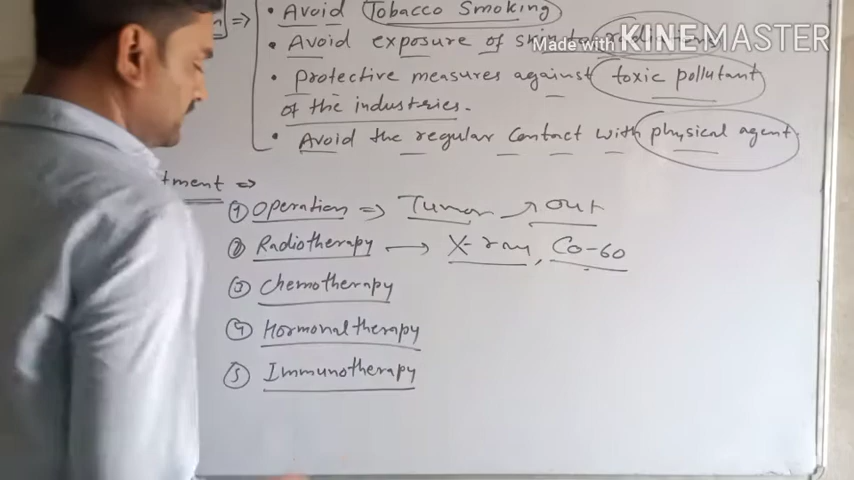 ⇒ • Avoid Tobacco Smoking
• Avoid exposure of skin to
Made with KINEMASTER
• Protective measures against toxic pollutant
of the industries.
• Avoid the regular Contact with physical agent
tment ⇒
① Operation ⇒ Tumor → out
② Radiotherapy → X-ray, Co-60
③ Chemotherapy
④ Hormonal therapy
⑤ Immunotherapy